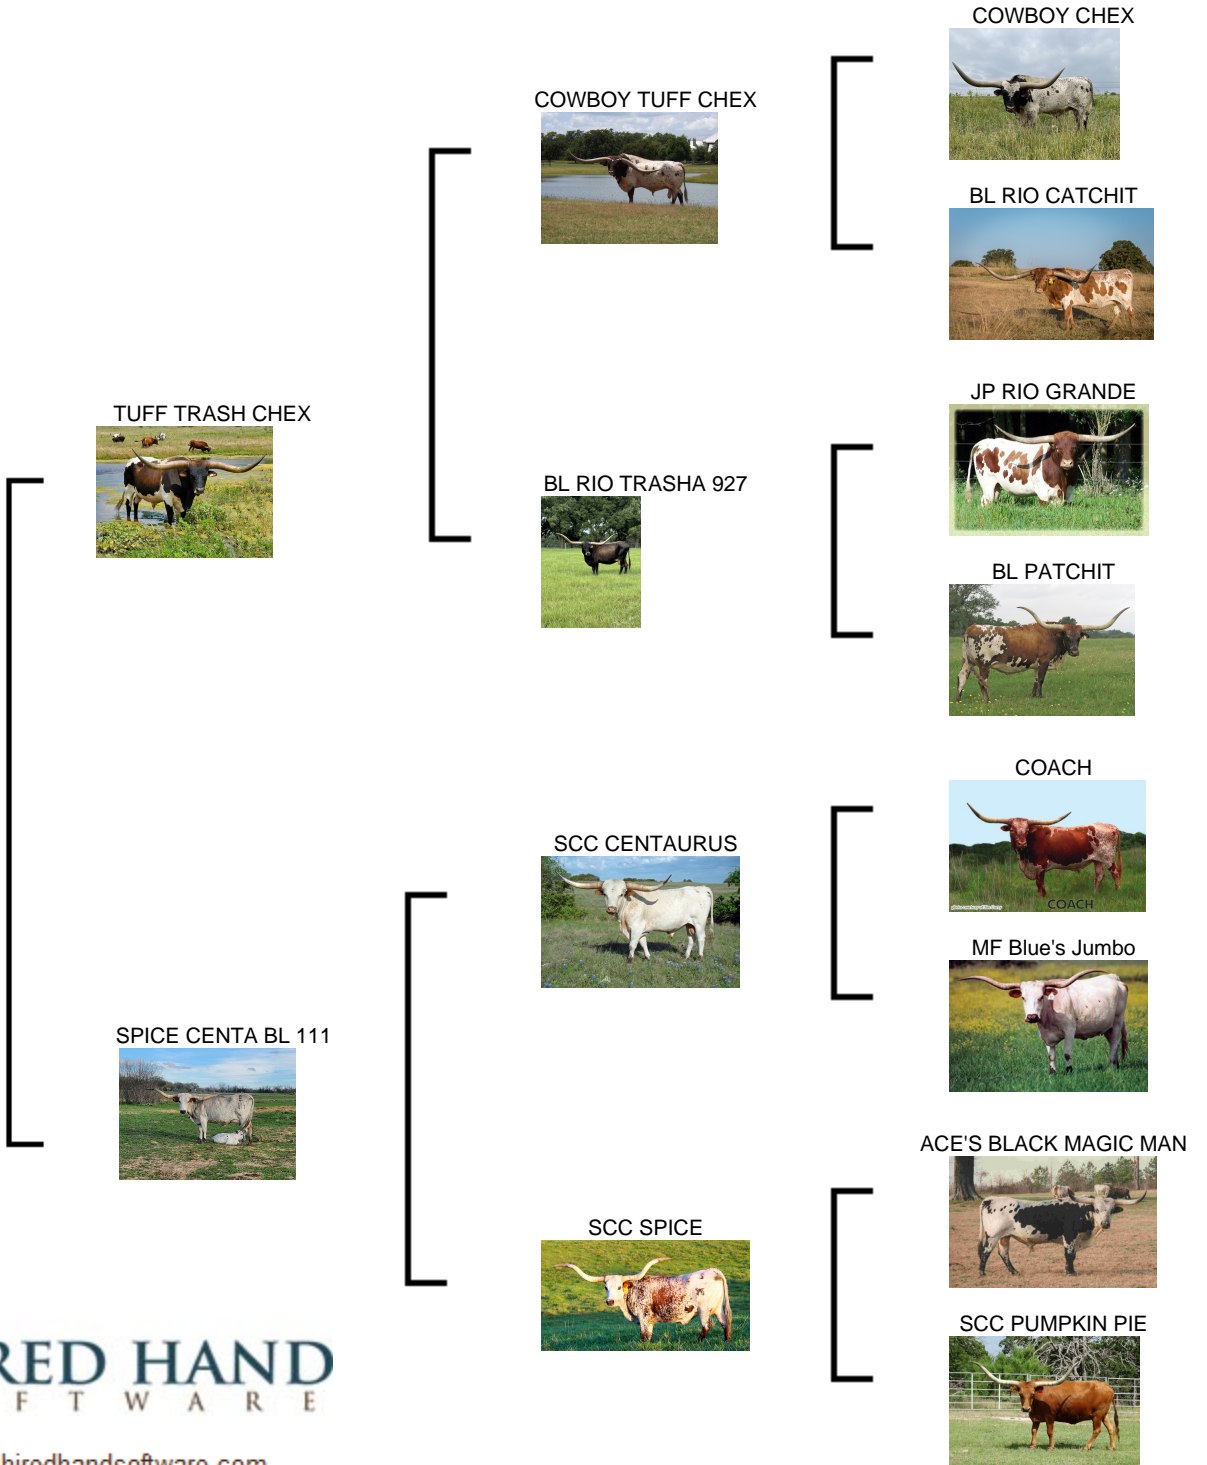 COWBOY CHEX
COWBOY TUFF CHEX
BL RIO CATCHIT
JP RIO GRANDE
TUFF TRASH CHEX
BL RIO TRASHA 927
BL PATCHIT
COACH
SCC CENTAURUS
COACH
MF Blue's Jumbo
SPICE CENTA BL 111
ACE'S BLACK MAGIC MAN
SCC SPICE
SCC PUMPKIN PIE
RED HAND
F T W A R E
hiredhandsoftware.com